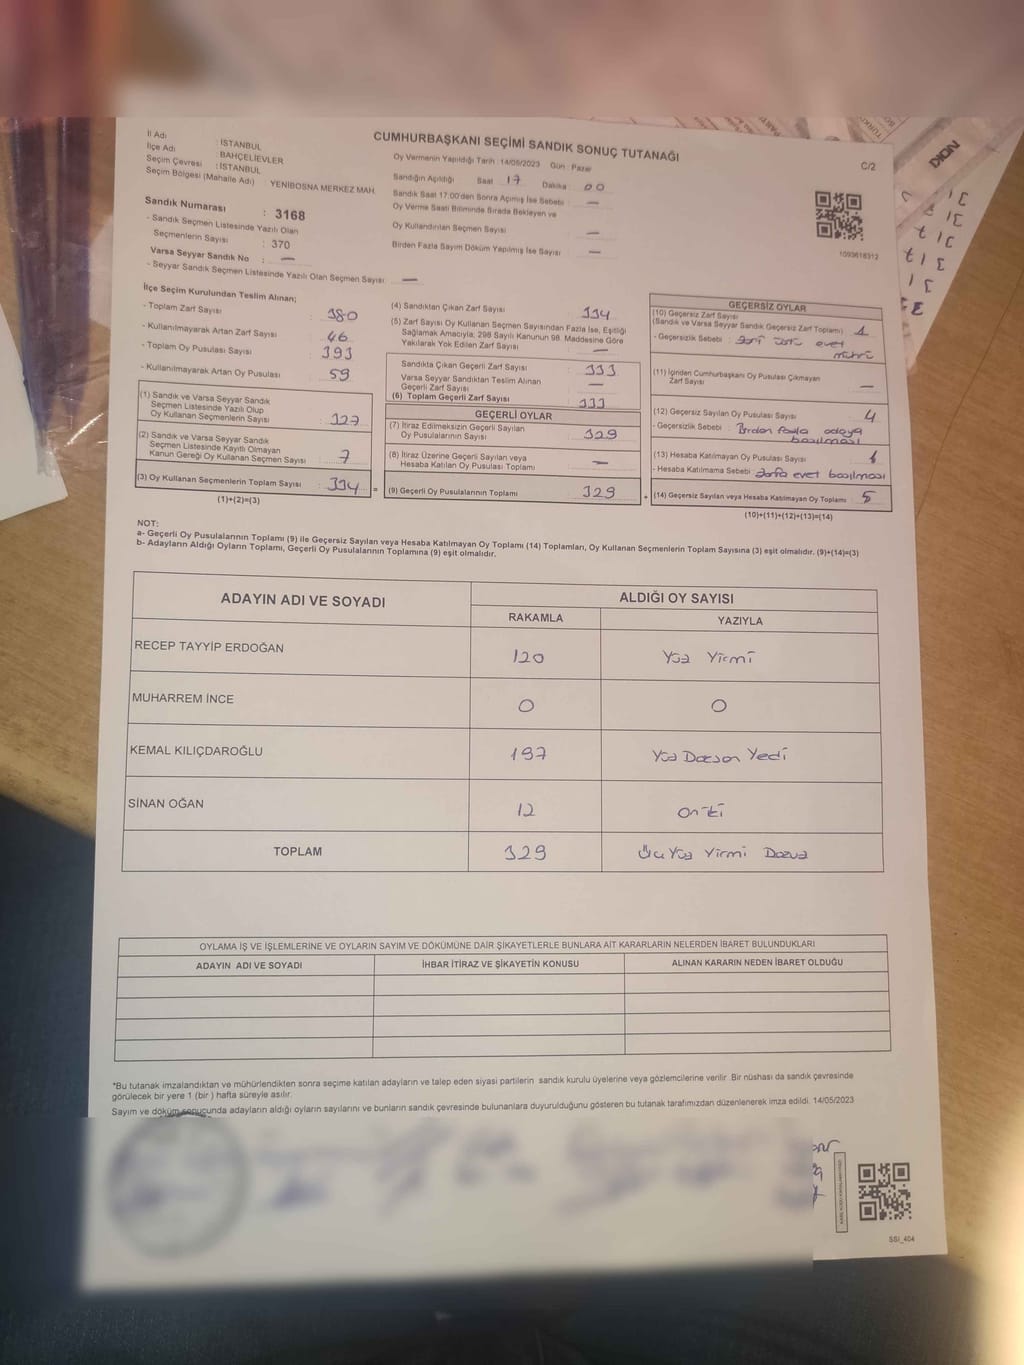 CUMHURBAŞKANI SEÇİMİ SANDIK SONUÇ TUTANAĞI
C/2
İl Adı : İSTANBUL
İlçe Adı : BAHÇELİEVLER
Seçim Çevresi : İSTANBUL
Seçim Bölgesi (Mahalle Adı) : YENİBOSNA MERKEZ MAH.
Sandık Numarası : 3168
- Sandık Seçmen Listesinde Yazılı Olan
Seçmenlerin Sayısı : 370
Varsa Seyyar Sandık No : —
- Seyyar Sandık Seçmen Listesinde Yazılı Olan Seçmen Sayısı: —
Oy Vermenin Yapıldığı Tarih :14/05/2023 Gün : Pazar
Sandığın Açıldığı Saat 17 Dakika : 00
Sandık Saat 17:00'den Sonra Açılmış İse Sebebi : —
Oy Verme Saati Bitiminde Sırada Bekleyen ve
Oy Kullandırılan Seçmen Sayısı : —
Birden Fazla Sayım Döküm Yapılmış İse Sayısı : —
1093618312
İlçe Seçim Kurulundan Teslim Alınan;
- Toplam Zarf Sayısı : 380
- Kullanılmayarak Artan Zarf Sayısı : 46
- Toplam Oy Pusulası Sayısı : 393
- Kullanılmayarak Artan Oy Pusulası : 59
(1) Sandık ve Varsa Seyyar Sandık
Seçmen Listesinde Yazılı Olup
Oy Kullanan Seçmenlerin Sayısı : 327
(2) Sandık ve Varsa Seyyar Sandık
Seçmen Listesinde Kayıtlı Olmayan
Kanun Gereği Oy Kullanan Seçmen Sayısı : 7
(3) Oy Kullanan Seçmenlerin Toplam Sayısı : 334 =
(1)+(2)=(3)
(4) Sandıktan Çıkan Zarf Sayısı : 334
(5) Zarf Sayısı Oy Kullanan Seçmen Sayısından Fazla İse, Eşitliği
Sağlamak Amacıyla; 298 Sayılı Kanunun 98. Maddesine Göre
Yakılarak Yok Edilen Zarf Sayısı : —
Sandıkta Çıkan Geçerli Zarf Sayısı : 333
Varsa Seyyar Sandıktan Teslim Alınan
Geçerli Zarf Sayısı : —
(6) Toplam Geçerli Zarf Sayısı : 333
GEÇERLİ OYLAR
(7) İtiraz Edilmeksizin Geçerli Sayılan
Oy Pusulalarının Sayısı : 329
(8) İtiraz Üzerine Geçerli Sayılan veya
Hesaba Katılan Oy Pusulası Toplamı : —
(9) Geçerli Oy Pusulalarının Toplamı : 329 +
GEÇERSİZ OYLAR
(10) Geçersiz Zarf Sayısı
(Sandık ve Varsa Seyyar Sandık Geçersiz Zarf Toplamı) : 1
- Geçersizlik Sebebi : evet
mührü
(11) İçinden Cumhurbaşkanı Oy Pusulası Çıkmayan
Zarf Sayısı : —
(12) Geçersiz Sayılan Oy Pusulası Sayısı : 4
- Geçersizlik Sebebi : Birden fazla adaya
basılması
(13) Hesaba Katılmayan Oy Pusulası Sayısı :
- Hesaba Katılmama Sebebi : Zarfa evet basılması
(14) Geçersiz Sayılan veya Hesaba Katılmayan Oy Toplamı : 5
(10)+(11)+(12)+(13)=(14)
NOT:
a- Geçerli Oy Pusulalarının Toplamı (9) ile Geçersiz Sayılan veya Hesaba Katılmayan Oy Toplamı (14) Toplamları, Oy Kullanan Seçmenlerin Toplam Sayısına (3) eşit olmalıdır. (9)+(14)=(3)
b- Adayların Aldığı Oyların Toplamı, Geçerli Oy Pusulalarının Toplamına (9) eşit olmalıdır.
ADAYIN ADI VE SOYADI ALDIĞI OY SAYISI
RAKAMLA YAZIYLA
RECEP TAYYİP ERDOĞAN 120 Yüz Yirmi
MUHARREM İNCE 0 0
KEMAL KILIÇDAROĞLU 197 Yüz Doksan Yedi
SİNAN OĞAN 12 On iki
TOPLAM 329 Üç Yüz Yirmi Dokuz
OYLAMA İŞ VE İŞLEMLERİNE VE OYLARIN SAYIM VE DÖKÜMÜNE DAİR ŞİKAYETLERLE BUNLARA AİT KARARLARIN NELERDEN İBARET BULUNDUKLARI
ADAYIN ADI VE SOYADI İHBAR İTİRAZ VE ŞİKAYETİN KONUSU ALINAN KARARIN NEDEN İBARET OLDUĞU
*Bu tutanak imzalandıktan ve mühürlendikten sonra seçime katılan adayların ve talep eden siyasi partilerin sandık kurulu üyelerine veya gözlemcilerine verilir .Bir nüshası da sandık çevresinde
görülecek bir yere 1 (bir ) hafta süreyle asılır.
Sayım ve döküm sonucunda adayların aldığı oyların sayılarını ve bunların sandık çevresinde bulunanlara duyurulduğunu gösteren bu tutanak tarafımızdan düzenlenerek imza edildi. 14/05/2023
SSI_404